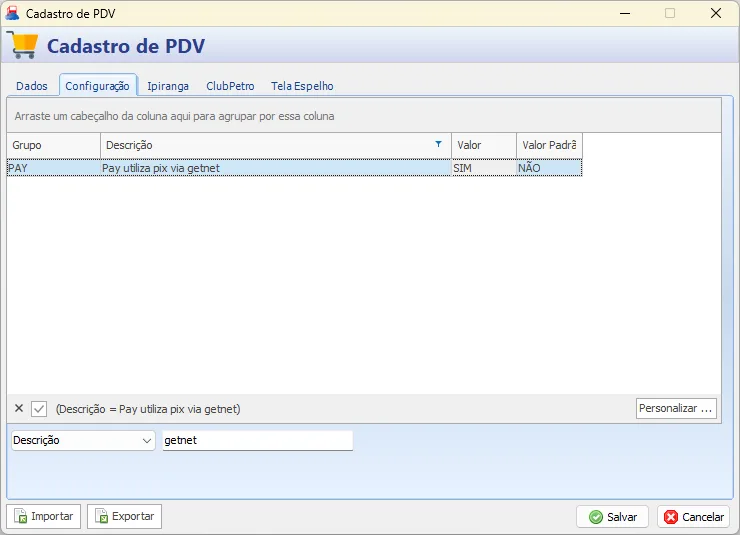 Cadastro de PDV
Cadastro de PDV
Dados Configuração Ipiranga ClubPetro Tela Espelho
Arraste um cabeçalho da coluna aqui para agrupar por essa coluna
Grupo Descrição Valor Valor Padrã
PAY Pay utiliza pix via getnet SIM NÃO
(Descrição = Pay utiliza pix via getnet) Personalizar ...
Descrição getnet
Importar Exportar Salvar Cancelar